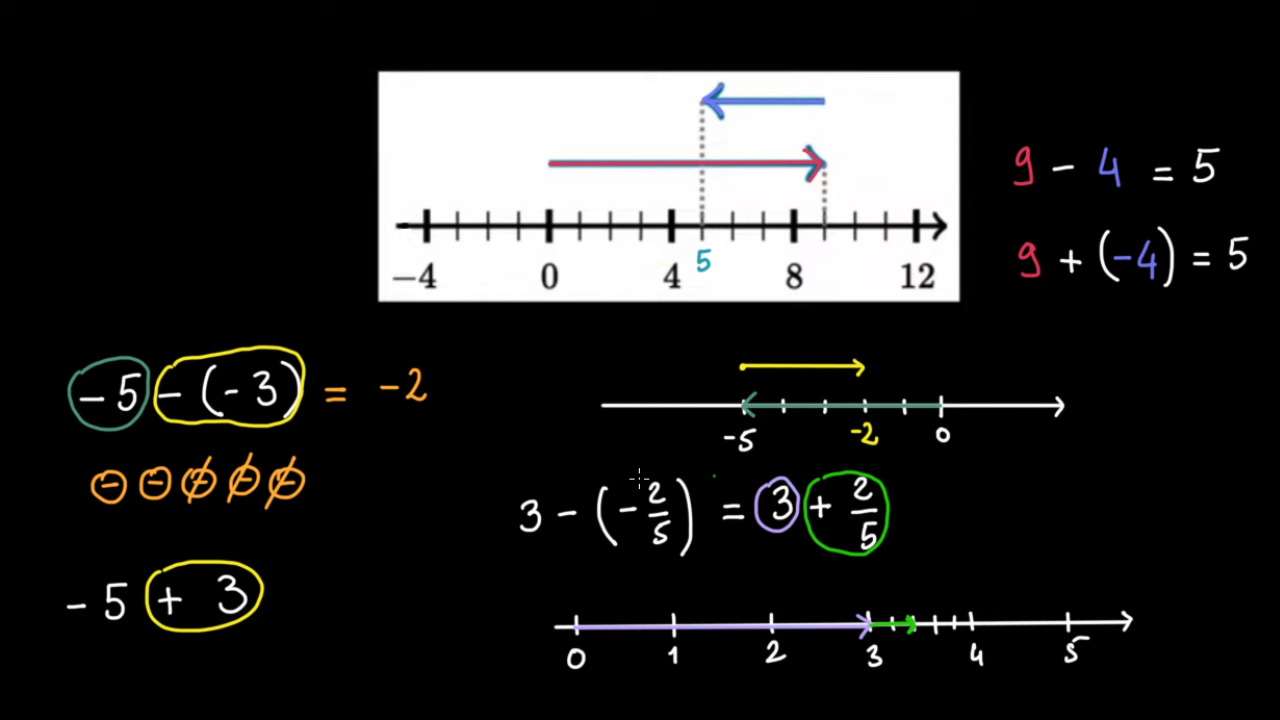 9 - 4 = 5
9 + (-4) = 5
-4 0 4 5 8 12
-5 -(-3) = -2
- - - - -
-5 + 3
-5 -2 0
3 - (-2/5) = 3 + 2/5
0 1 2 3 4 5